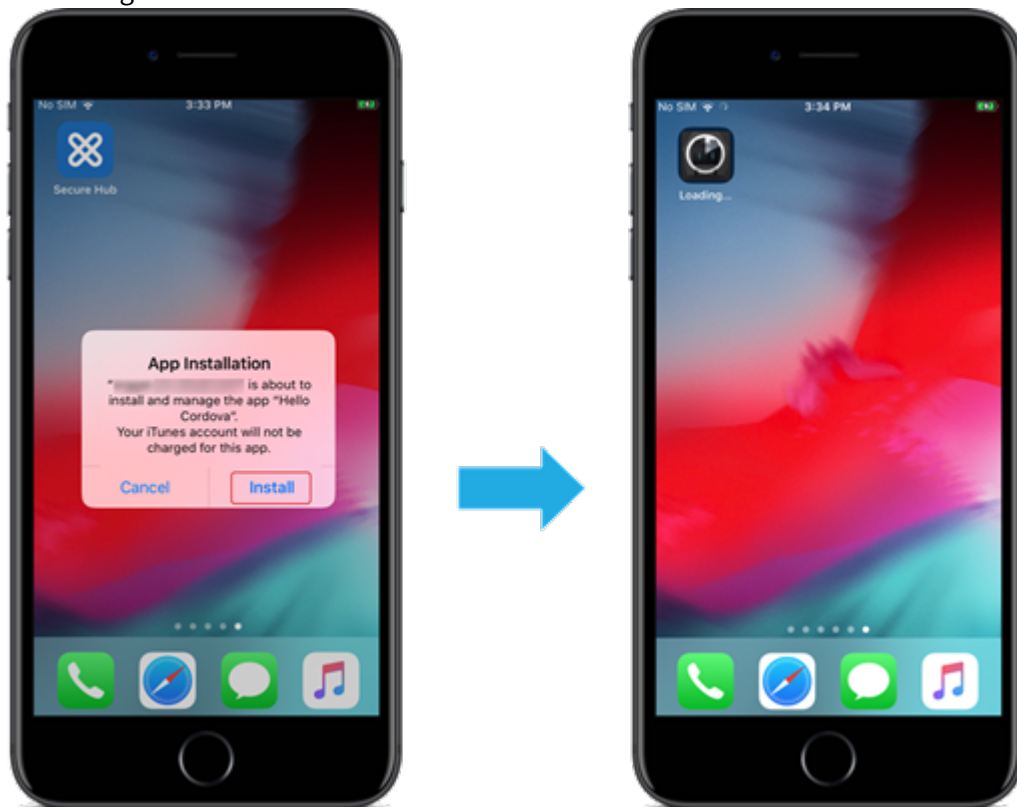 No SIM 3:33 PM
Secure Hub
App Installation
" is about to
install and manage the app "Hello
Cordova".
Your iTunes account will not be
charged for this app.
Cancel Install
No SIM 3:34 PM
Loading...